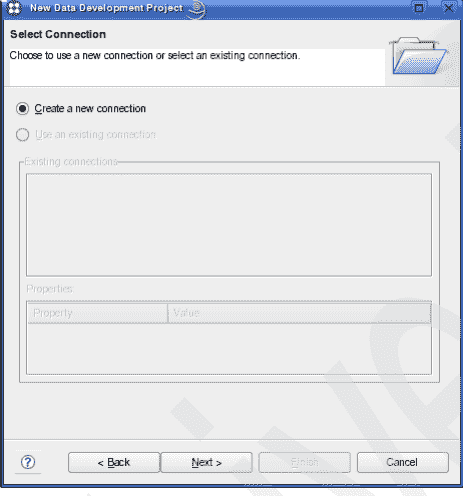 New Data Development Project
Select Connection
Choose to use a new connection or select an existing connection.
Create a new connection
Use an existing connection
Existing connections
Properties
Property Value
? < Back Next > Finish Cancel